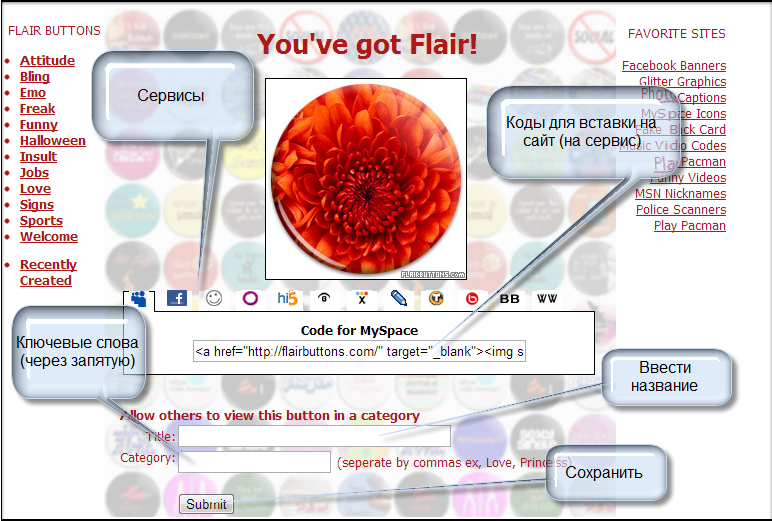 FLAIR BUTTONS
Attitude
Bling
Emo
Freak
Funny
Halloween
Insult
Jobs
Love
Signs
Sports
Welcome
Recently
Created
You've got Flair!
FLAIRBUTTONS.COM
FAVORITE SITES
Facebook Banners
Glitter Graphics
Photo Captions
MySpace Icons
Fake Back Card
Music Video Codes
Play Pacman
Funny Videos
MSN Nicknames
Police Scanners
Play Pacman
Сервисы
Коды для вставки на
сайт (на сервис)
hi5
BB
WW
Code for MySpace
<a href="http://flairbuttons.com/" target="_blank"><img s
Ключевые слова
(через запятую)
Ввести
название
Allow others to view this button in a category
Title:
Category:
(seperate by commas ex, Love, Princess)
Сохранить
Submit